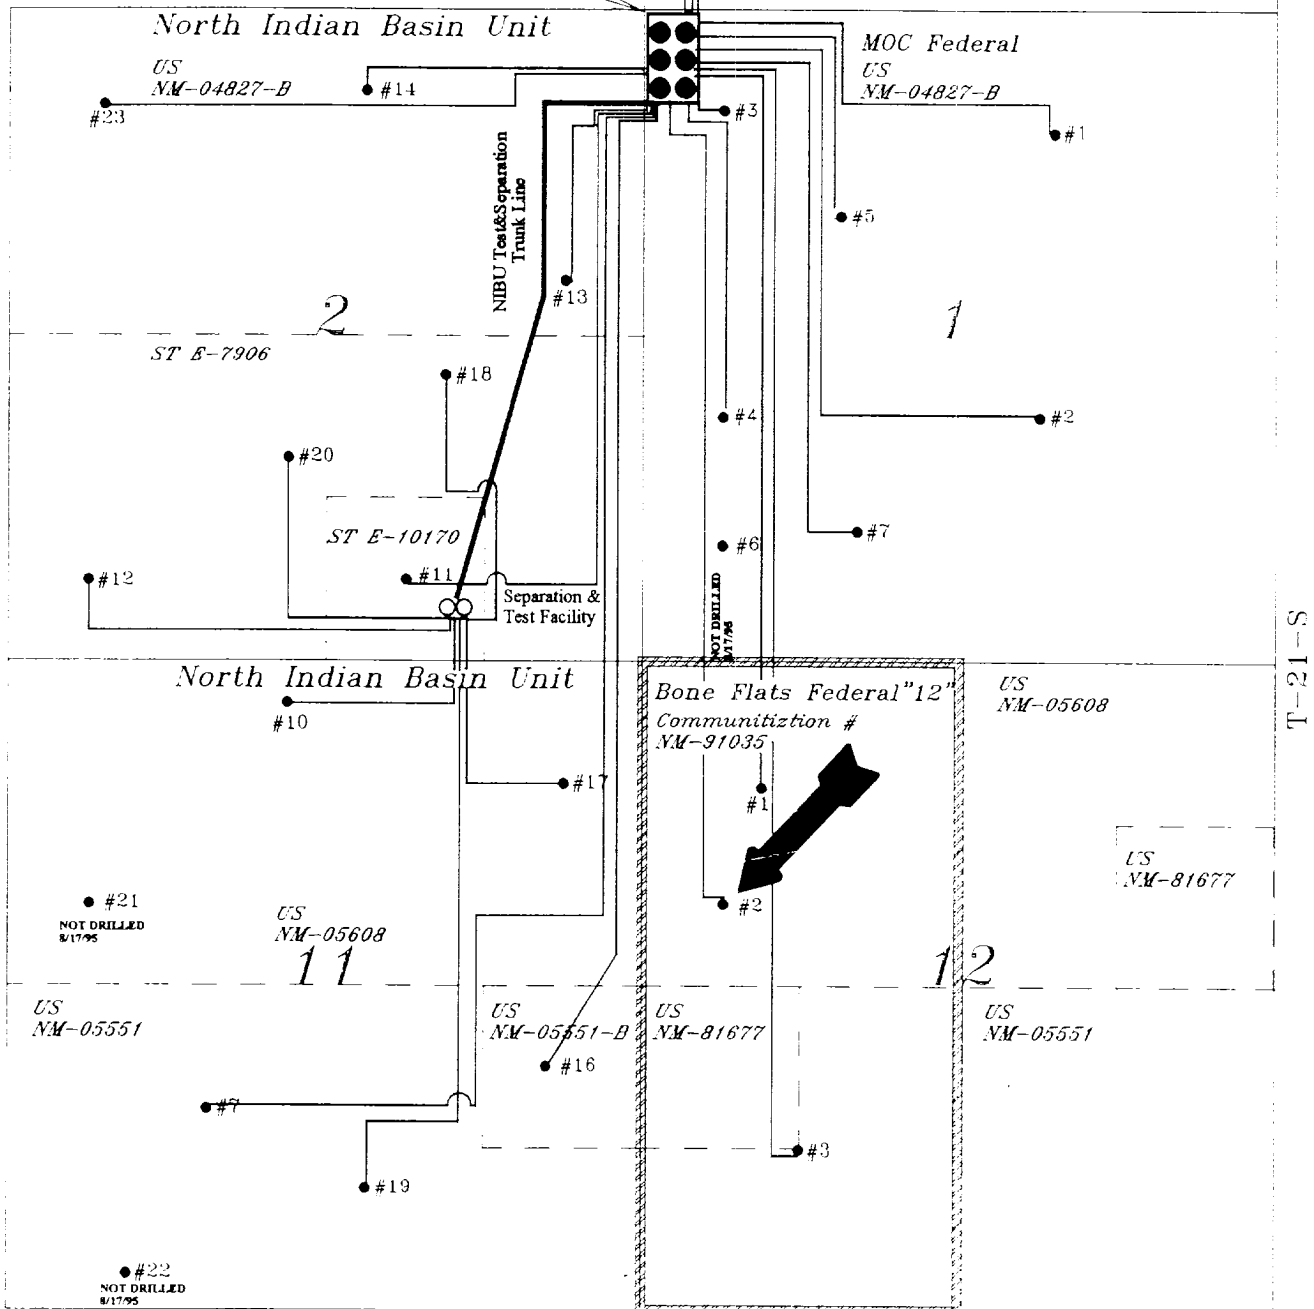 North Indian Basin Unit
MOC Federal
US
NM-04827-B
US
NM-04827-B
#14
#23
#3
#1
NIBU Test&Separation
Trunk Line
#5
#13
2
1
ST E-7906
#18
#4
#2
#20
ST E-10170
#6
#7
#12
#11
NOT DRILLED
8/17/95
Separation &
Test Facility
T-21-S
North Indian Basin Unit
Bone Flats Federal"12"
Communitiztion #
NM-91035
US
NM-05608
#10
#17
#1
US
NM-81677
#21
NOT DRILLED
8/17/95
#2
US
NM-05608
11
12
US
NM-05551
US
NM-05551-B
US
NM-81677
US
NM-05551
#16
#7
#3
#19
#22
NOT DRILLED
8/17/95